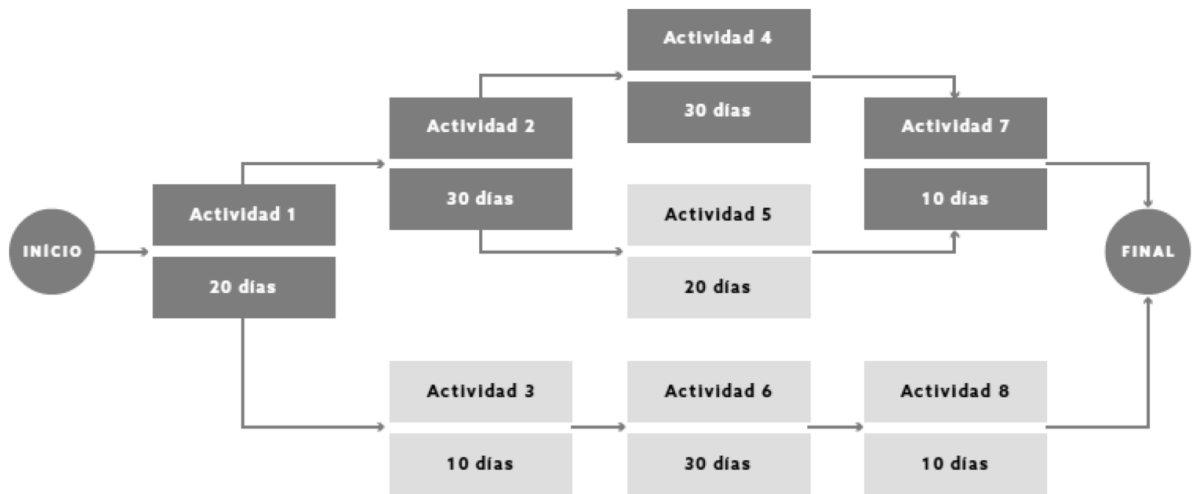 Actividad 4
30 días
Actividad 2
30 días
Actividad 7
10 días
Actividad 1
20 días
Actividad 5
20 días
INÍCIO
FINAL
Actividad 3
10 días
Actividad 6
30 días
Actividad 8
10 días